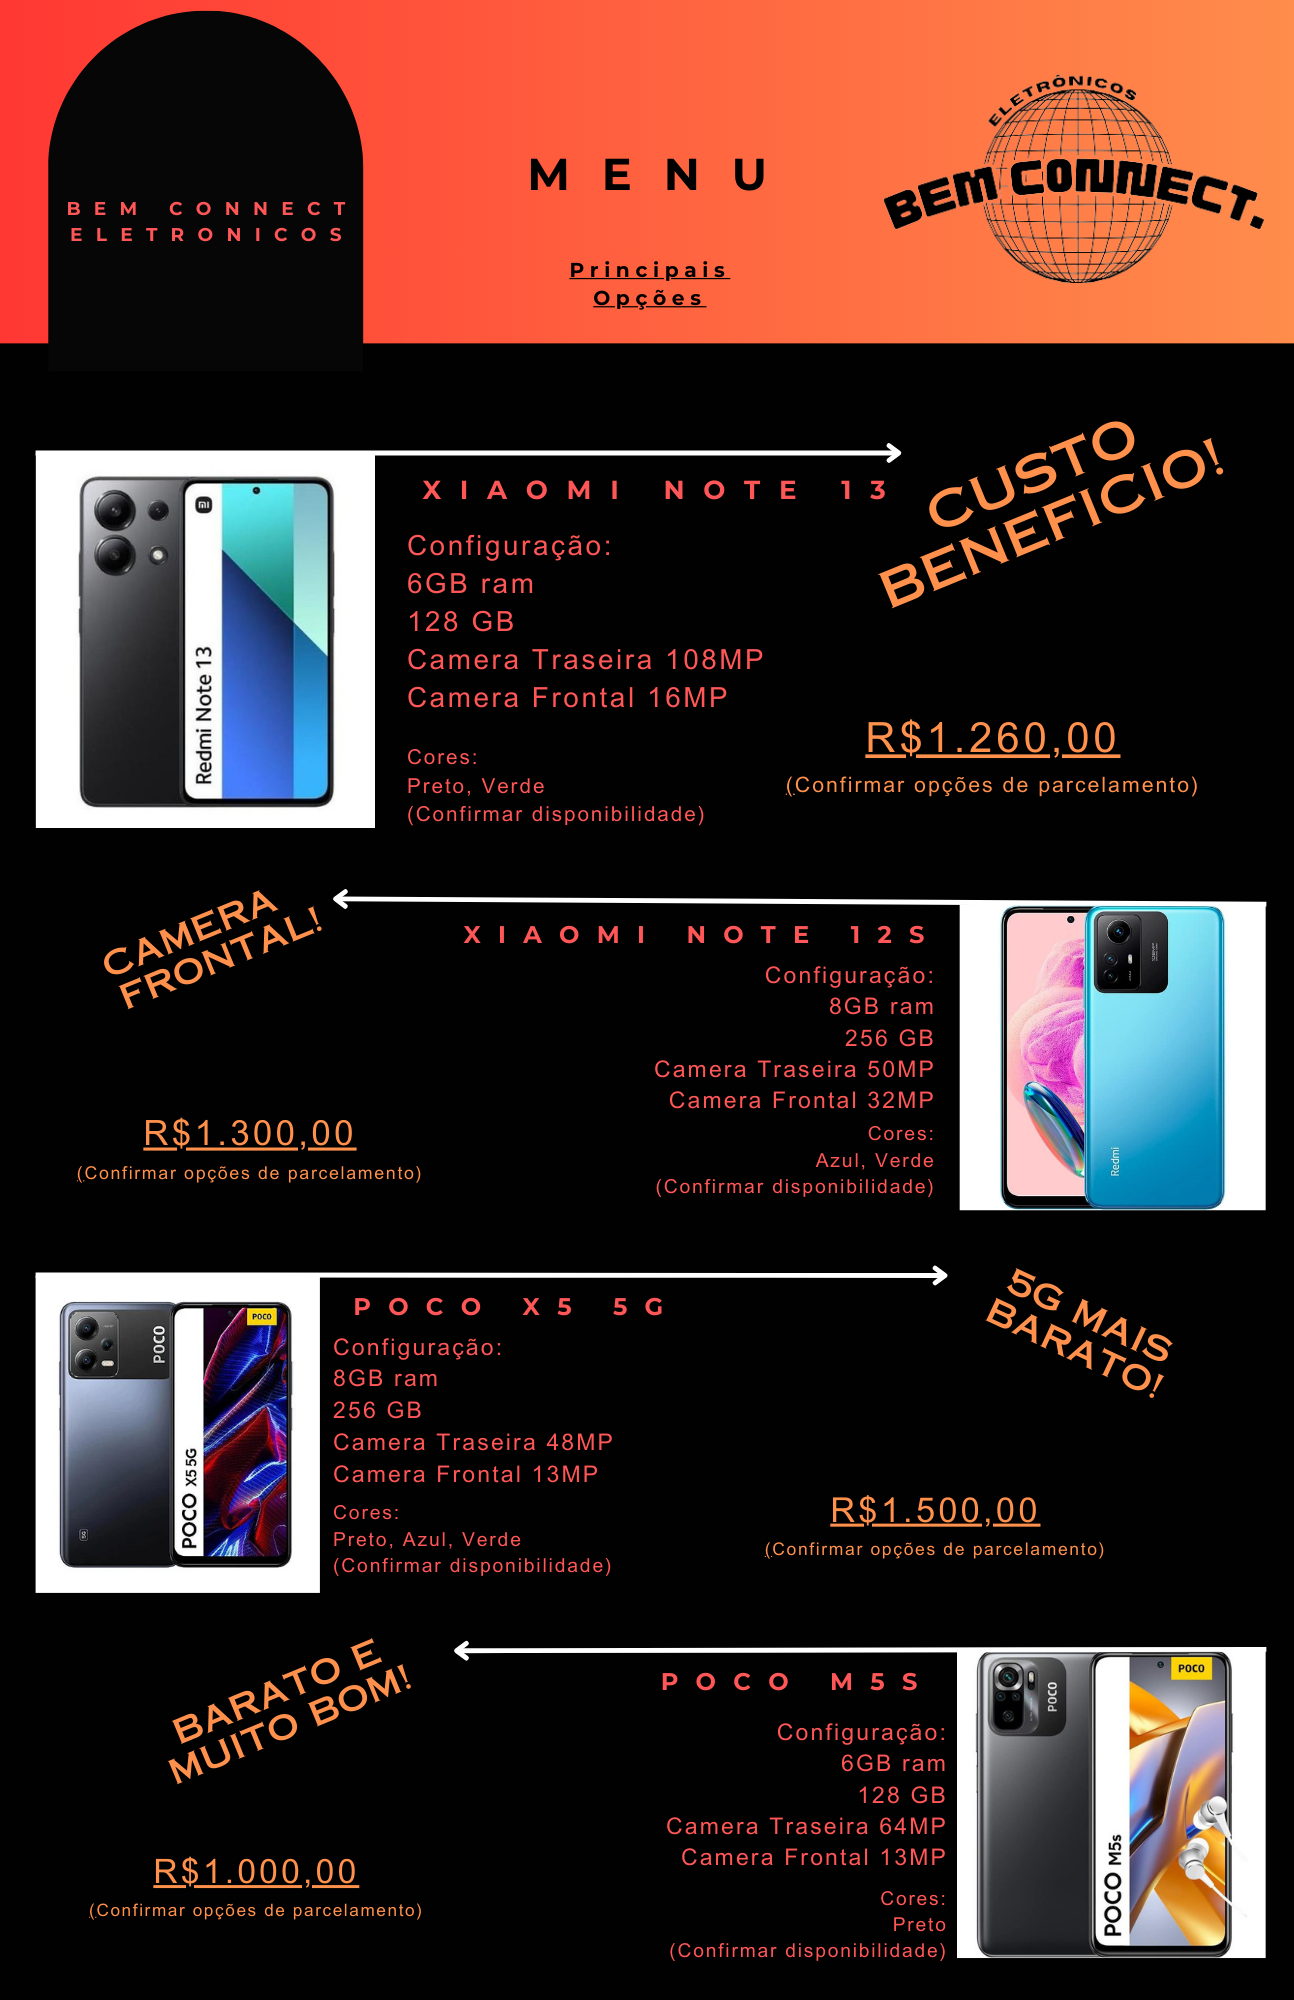 BEM CONNECT
ELETRONICOS
MENU
Principais
Opções
ELETRÔNICOS
BEM CONNECT.
XIAOMI NOTE 13
CUSTO
BENEFICIO!
Redmi Note 13
Configuração:
6GB ram
128 GB
Camera Traseira 108MP
Camera Frontal 16MP
Cores:
Preto, Verde
(Confirmar disponibilidade)
R$1.260,00
(Confirmar opções de parcelamento)
CAMERA
FRONTAL!
XIAOMI NOTE 12S
Configuração:
8GB ram
256 GB
Camera Traseira 50MP
Camera Frontal 32MP
Cores:
Azul, Verde
(Confirmar disponibilidade)
R$1.300,00
(Confirmar opções de parcelamento)
Redmi
POCO X5 5G
5G MAIS
BARATO!
POCO
POCO
POCO X5 5G
5G
Configuração:
8GB ram
256 GB
Camera Traseira 48MP
Camera Frontal 13MP
Cores:
Preto, Azul, Verde
(Confirmar disponibilidade)
R$1.500,00
(Confirmar opções de parcelamento)
BARATO E
MUITO BOM!
POCO M5S
Configuração:
6GB ram
128 GB
Camera Traseira 64MP
Camera Frontal 13MP
Cores:
Preto
(Confirmar disponibilidade)
R$1.000,00
(Confirmar opções de parcelamento)
POCO
POCO
POCO M5s